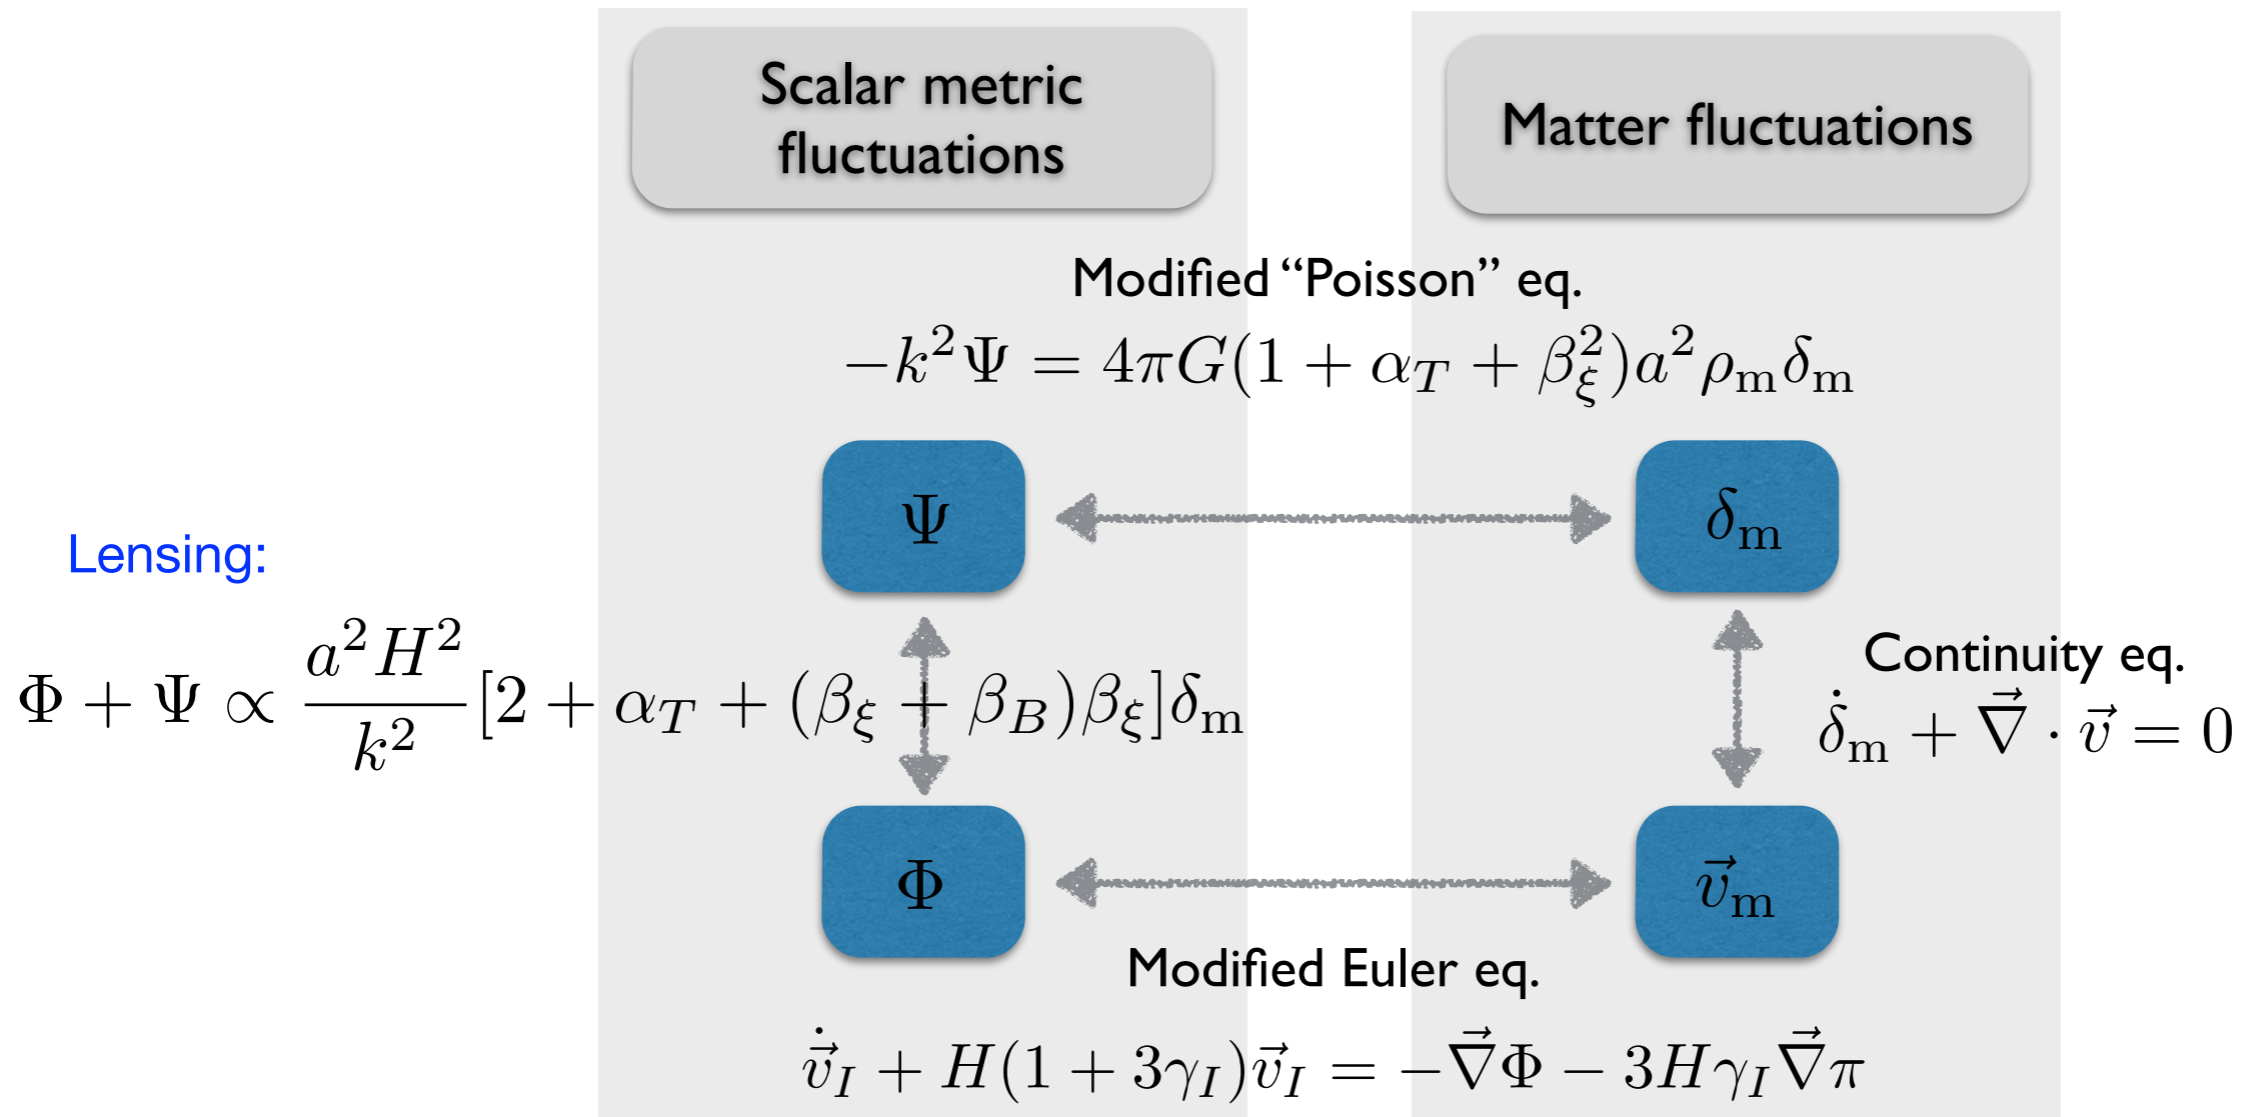 Scalar metric
fluctuations
Matter fluctuations
Modified “Poisson” eq.
−k²Ψ = 4πG(1 + α_T + β_ξ²)a²ρ_m δ_m
Ψ
δ_m
Lensing:
Φ + Ψ ∝ a²H²/k² [2 + α_T + (β_ξ + β_B)β_ξ]δ_m
Continuity eq.
δ̇_m + ∇⃗ · v⃗ = 0
Φ
v⃗_m
Modified Euler eq.
v⃗̇_I + H(1 + 3γ_I)v⃗_I = −∇⃗Φ − 3Hγ_I ∇⃗π